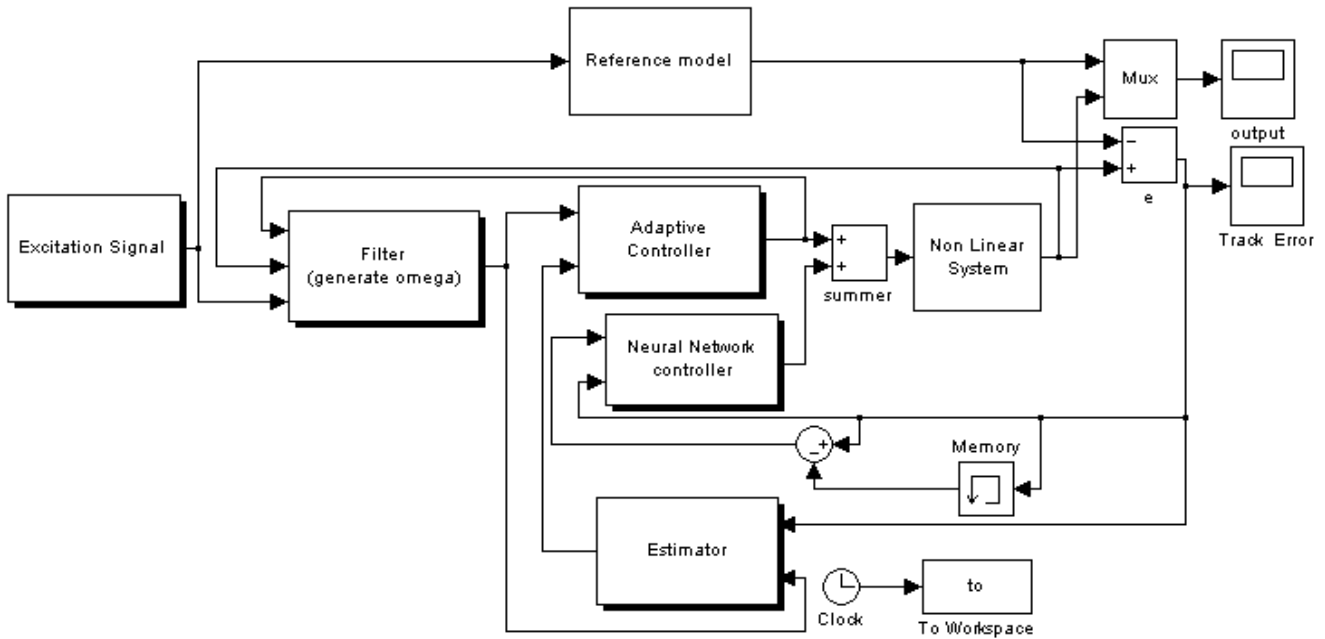 Reference model
Mux
output
Excitation Signal
Filter
(generate omega)
Adaptive
Controller
+
+
summer
Non Linear
System
−
+
e
Track Error
Neural Network
controller
+
−
Memory
Estimator
Clock
to
To Workspace